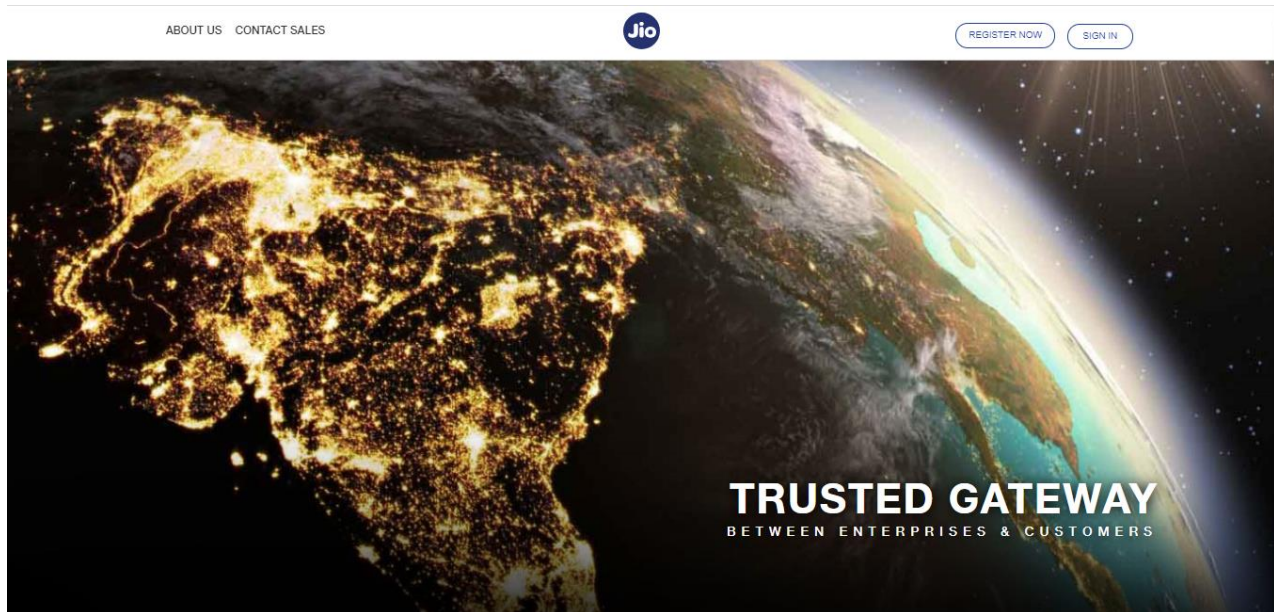 ABOUT US CONTACT SALES
Jio
REGISTER NOW SIGN IN
TRUSTED GATEWAY
BETWEEN ENTERPRISES & CUSTOMERS